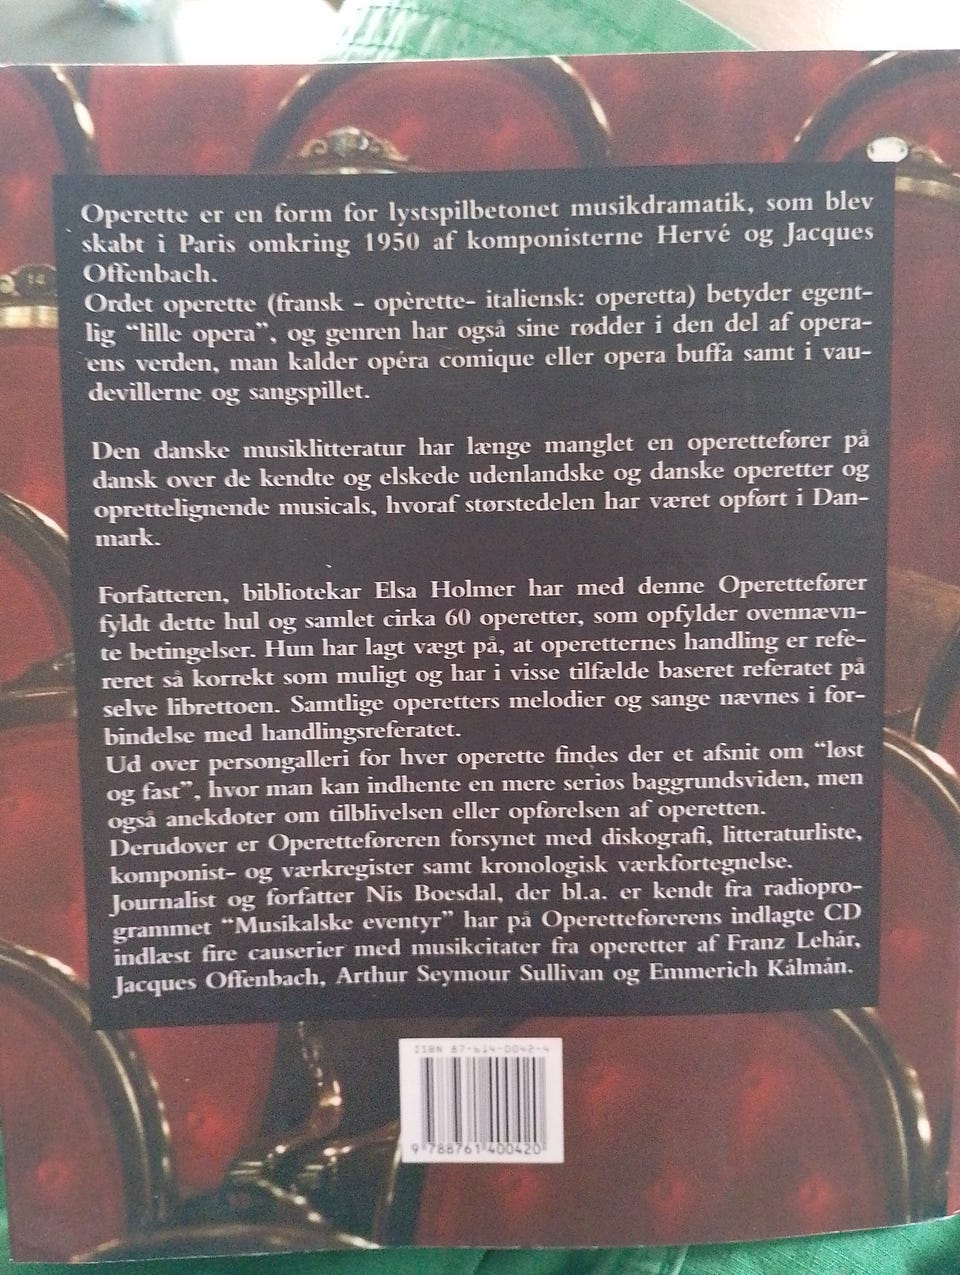 Operette er en form for lystspilbetonet musikdramatik, som blev
skabt i Paris omkring 1950 af komponisterne Hervé og Jacques
Offenbach.
Ordet operette (fransk - opèrette- italiensk: operetta) betyder egent-
lig "lille opera", og genren har også sine rødder i den del af opera-
ens verden, man kalder opéra comique eller opera buffa samt i vau-
devillerne og sangspillet.
Den danske musiklitteratur har længe manglet en operettefører på
dansk over de kendte og elskede udenlandske og danske operetter og
oprettelignende musicals, hvoraf størstedelen har været opført i Dan-
mark.
Forfatteren, bibliotekar Elsa Holmer har med denne Operettefører
fyldt dette hul og samlet cirka 60 operetter, som opfylder ovennævn-
te betingelser. Hun har lagt vægt på, at operetternes handling er refe-
reret så korrekt som muligt og har i visse tilfælde baseret referatet på
selve librettoen. Samtlige operetters melodier og sange nævnes i for-
bindelse med handlingsreferatet.
Ud over persongalleri for hver operette findes der et afsnit om "løst
og fast", hvor man kan indhente en mere seriøs baggrundsviden, men
også anekdoter om tilblivelsen eller opførelsen af operetten.
Derudover er Operetteføreren forsynet med diskografi, litteraturliste,
komponist- og værkregister samt kronologisk værkfortegnelse.
Journalist og forfatter Nis Boesdal, der bl.a. er kendt fra radiopro-
grammet "Musikalske eventyr" har på Operetteførerens indlagte CD
indlæst fire causerier med musikcitater fra operetter af Franz Lehár,
Jacques Offenbach, Arthur Seymour Sullivan og Emmerich Kálmán.
ISBN 87-614-0042-4
9 788761 400420
14